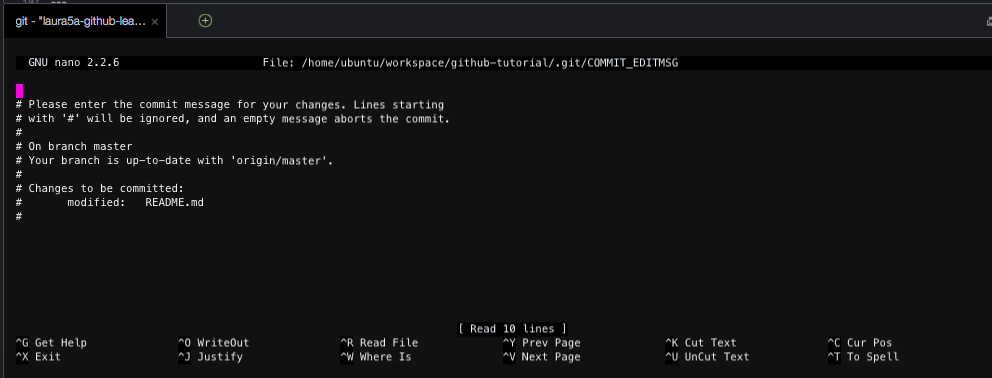 git - "laura5a-github-lea… ×
GNU nano 2.2.6 File: /home/ubuntu/workspace/github-tutorial/.git/COMMIT_EDITMSG
# Please enter the commit message for your changes. Lines starting
# with '#' will be ignored, and an empty message aborts the commit.
#
# On branch master
# Your branch is up-to-date with 'origin/master'.
#
# Changes to be committed:
#       modified:   README.md
#
[ Read 10 lines ]
^G Get Help ^O WriteOut ^R Read File ^Y Prev Page ^K Cut Text ^C Cur Pos
^X Exit ^J Justify ^W Where Is ^V Next Page ^U UnCut Text ^T To Spell